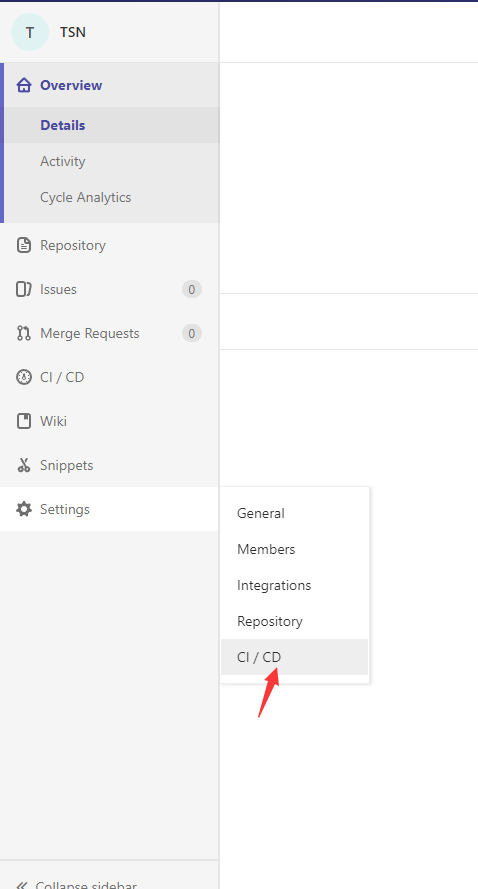 T TSN
Overview
Details
Activity
Cycle Analytics
Repository
Issues 0
Merge Requests 0
CI / CD
Wiki
Snippets
Settings
General
Members
Integrations
Repository
CI / CD
Collapse sidebar